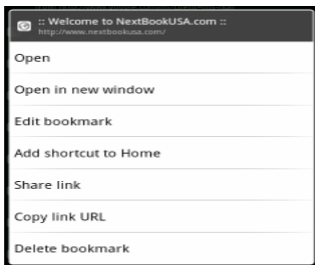 :: Welcome to NextBookUSA.com ::
http://www.nextbookusa.com/
Open
Open in new window
Edit bookmark
Add shortcut to Home
Share link
Copy link URL
Delete bookmark